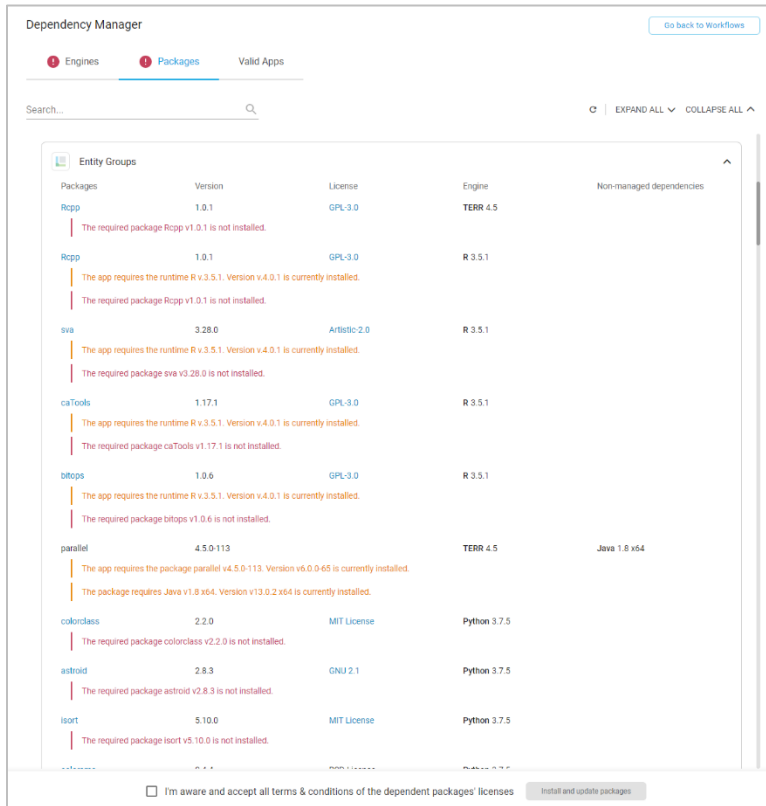 Dependency Manager
Go back to Workflows
! Engines ! Packages Valid Apps
Search...
EXPAND ALL COLLAPSE ALL
Entity Groups
Packages Version License Engine Non-managed dependencies
Rcpp 1.0.1 GPL-3.0 TERR 4.5
The required package Rcpp v1.0.1 is not installed.
Rcpp 1.0.1 GPL-3.0 R 3.5.1
The app requires the runtime R v.3.5.1. Version v.4.0.1 is currently installed.
The required package Rcpp v1.0.1 is not installed.
sva 3.28.0 Artistic-2.0 R 3.5.1
The app requires the runtime R v.3.5.1. Version v.4.0.1 is currently installed.
The required package sva v3.28.0 is not installed.
caTools 1.17.1 GPL-3.0 R 3.5.1
The app requires the runtime R v.3.5.1. Version v.4.0.1 is currently installed.
The required package caTools v1.17.1 is not installed.
bitops 1.0.6 GPL-3.0 R 3.5.1
The app requires the runtime R v.3.5.1. Version v.4.0.1 is currently installed.
The required package bitops v1.0.6 is not installed.
parallel 4.5.0-113 TERR 4.5 Java 1.8 x64
The app requires the package parallel v4.5.0-113. Version v6.0.0-65 is currently installed.
The package requires Java v1.8 x64. Version v13.0.2 x64 is currently installed.
colorclass 2.2.0 MIT License Python 3.7.5
The required package colorclass v2.2.0 is not installed.
astroid 2.8.3 GNU 2.1 Python 3.7.5
The required package astroid v2.8.3 is not installed.
isort 5.10.0 MIT License Python 3.7.5
The required package isort v5.10.0 is not installed.
I'm aware and accept all terms & conditions of the dependent packages' licenses
Install and update packages